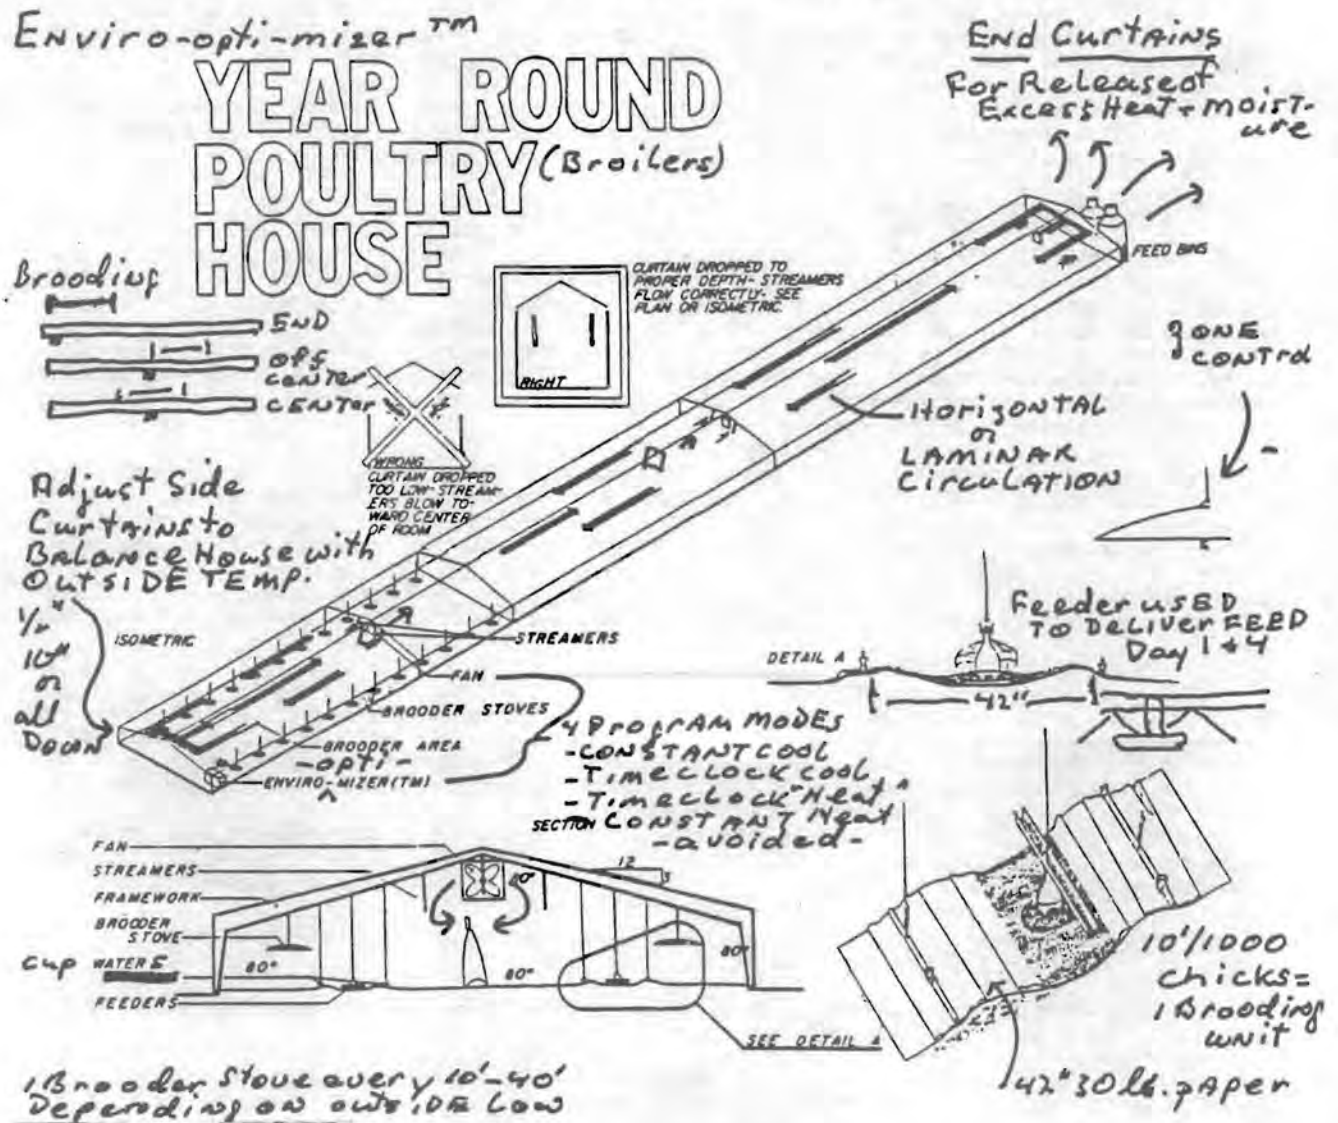 Enviro-opti-mizer™
YEAR ROUND
POULTRY (Broilers)
HOUSE
End Curtains
For Release of
Excess Heat + moist-
ure
FEED BINS
Brooding
END
OFF
CENTER
CENTER
RIGHT
CURTAIN DROPPED TO
PROPER DEPTH - STREAMERS
FLOW CORRECTLY - SEE
PLAN OR ISOMETRIC.
WRONG
CURTAIN DROPPED
TOO LOW - STREAM-
ERS BLOW TO-
WARD CENTER
OF ROOM
ZONE
CONTROL
Horizontal
or
LAMINAR
Circulation
Adjust Side
Curtains to
Balance House with
OUTSIDE TEMP.
1/2"
10"
or
all
Down
ISOMETRIC
STREAMERS
FAN
BROODER STOVES
BROODER AREA
-opti-
ENVIRO-MIZER(TM)
^
4 Program MODES
-CONSTANT COOL
-Timeclock COOL
-Timeclock "Heat"
-CONSTANT Heat
-avoided-
Feeder USED
TO Deliver FEED
Day 1 & 4
DETAIL A
42"
SECTION
FAN
STREAMERS
FRAMEWORK
BROODER
STOVE
Cup WATERS
FEEDERS
12
3
80°
80°
80°
SEE DETAIL A
10'/1000
chicks=
1 Brooding
unit
42" 30 lb. paper
1 Brooder Stove every 10'-40'
Depending on outside Low